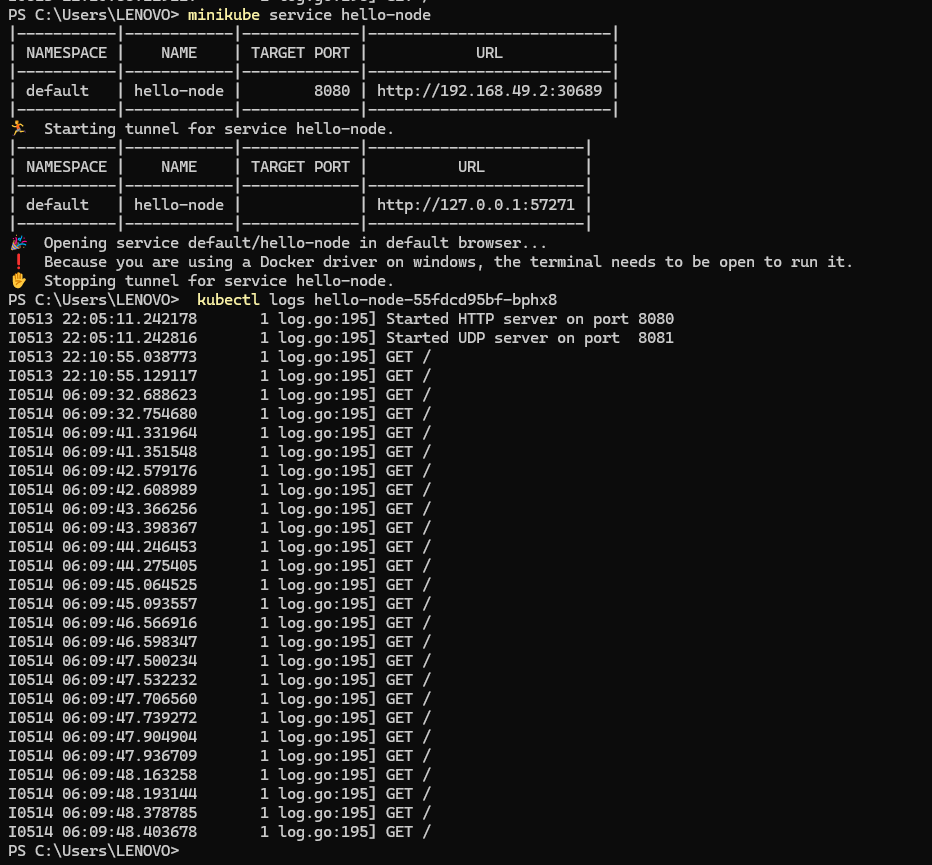 PS C:\Users\LENOVO> minikube service hello-node
|-----------|------------|-------------|---------------------------|
| NAMESPACE |    NAME    | TARGET PORT |            URL            |
|-----------|------------|-------------|---------------------------|
| default   | hello-node |        8080 | http://192.168.49.2:30689 |
|-----------|------------|-------------|---------------------------|
🏃  Starting tunnel for service hello-node.
|-----------|------------|-------------|------------------------|
| NAMESPACE |    NAME    | TARGET PORT |          URL           |
|-----------|------------|-------------|------------------------|
| default   | hello-node |             | http://127.0.0.1:57271 |
|-----------|------------|-------------|------------------------|
🎉  Opening service default/hello-node in default browser...
❗  Because you are using a Docker driver on windows, the terminal needs to be open to run it.
✋  Stopping tunnel for service hello-node.
PS C:\Users\LENOVO>  kubectl logs hello-node-55fdcd95bf-bphx8
I0513 22:05:11.242178       1 log.go:195] Started HTTP server on port 8080
I0513 22:05:11.242816       1 log.go:195] Started UDP server on port  8081
I0513 22:10:55.038773       1 log.go:195] GET /
I0513 22:10:55.129117       1 log.go:195] GET /
I0514 06:09:32.688623       1 log.go:195] GET /
I0514 06:09:32.754680       1 log.go:195] GET /
I0514 06:09:41.331964       1 log.go:195] GET /
I0514 06:09:41.351548       1 log.go:195] GET /
I0514 06:09:42.579176       1 log.go:195] GET /
I0514 06:09:42.608989       1 log.go:195] GET /
I0514 06:09:43.366256       1 log.go:195] GET /
I0514 06:09:43.398367       1 log.go:195] GET /
I0514 06:09:44.246453       1 log.go:195] GET /
I0514 06:09:44.275405       1 log.go:195] GET /
I0514 06:09:45.064525       1 log.go:195] GET /
I0514 06:09:45.093557       1 log.go:195] GET /
I0514 06:09:46.566916       1 log.go:195] GET /
I0514 06:09:46.598347       1 log.go:195] GET /
I0514 06:09:47.500234       1 log.go:195] GET /
I0514 06:09:47.532232       1 log.go:195] GET /
I0514 06:09:47.706560       1 log.go:195] GET /
I0514 06:09:47.739272       1 log.go:195] GET /
I0514 06:09:47.904904       1 log.go:195] GET /
I0514 06:09:47.936709       1 log.go:195] GET /
I0514 06:09:48.163258       1 log.go:195] GET /
I0514 06:09:48.193144       1 log.go:195] GET /
I0514 06:09:48.378785       1 log.go:195] GET /
I0514 06:09:48.403678       1 log.go:195] GET /
PS C:\Users\LENOVO>